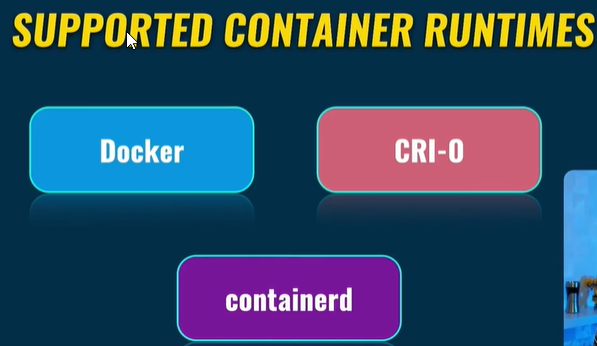 SUPPORTED CONTAINER RUNTIMES
Docker
CRI-O
containerd